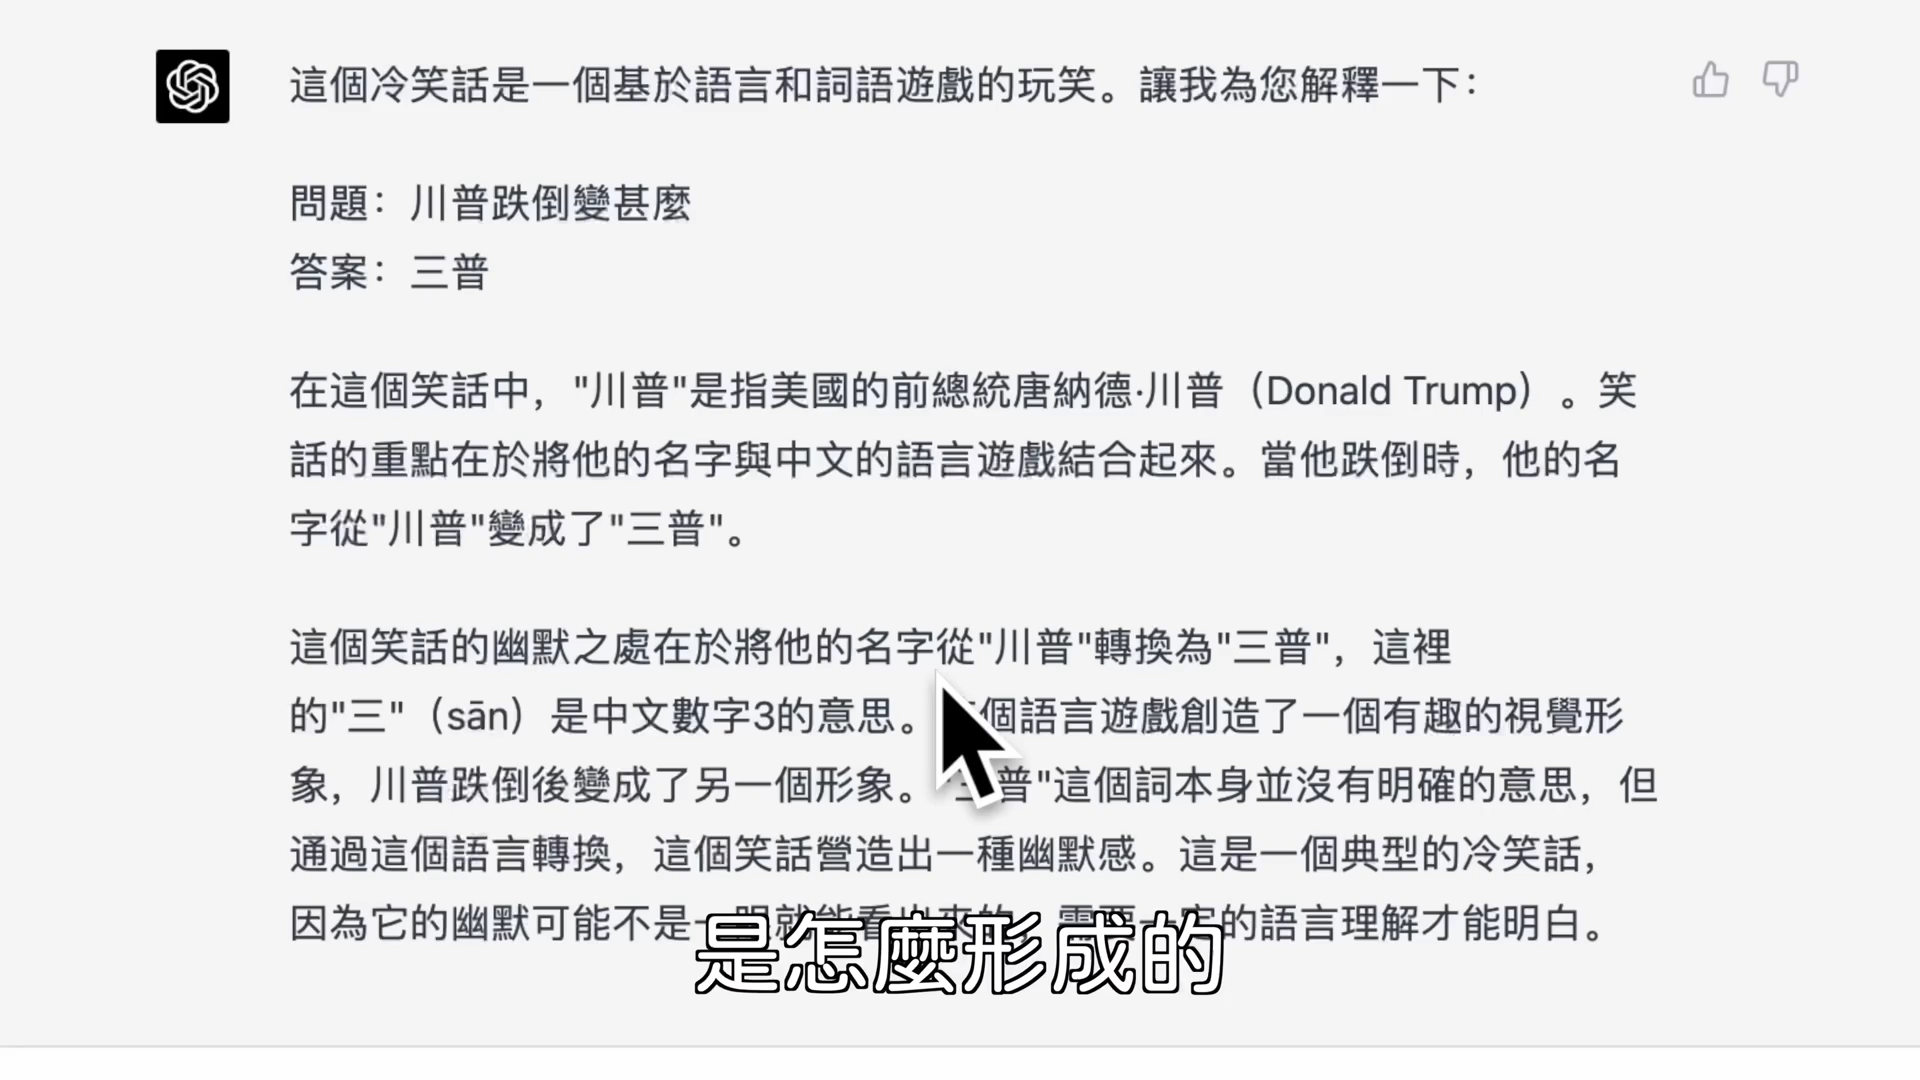 這個冷笑話是一個基於語言和詞語遊戲的玩笑。讓我為您解釋一下：
問題：川普跌倒變甚麼
答案：三普
在這個笑話中，"川普"是指美國的前總統唐納德·川普（Donald Trump）。笑
話的重點在於將他的名字與中文的語言遊戲結合起來。當他跌倒時，他的名
字從"川普"變成了"三普"。
這個笑話的幽默之處在於將他的名字從"川普"轉換為"三普"，這裡
的"三"（sān）是中文數字3的意思。個語言遊戲創造了一個有趣的視覺形
象，川普跌倒後變成了另一個形象。普"這個詞本身並沒有明確的意思，但
通過這個語言轉換，這個笑話營造出一種幽默感。這是一個典型的冷笑話，
因為它的幽默可能不是的語言理解才能明白。
是怎麼形成的